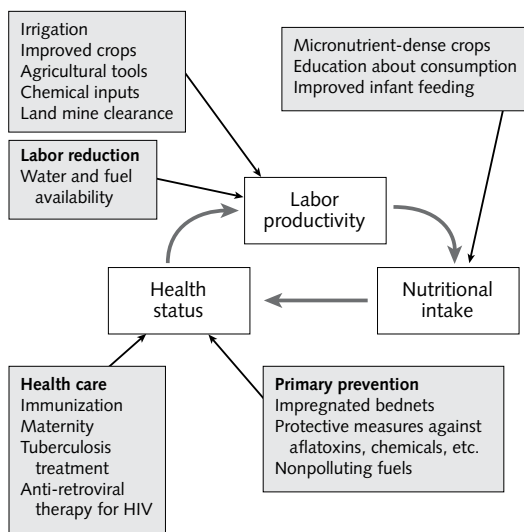 Irrigation
Improved crops
Agricultural tools
Chemical inputs
Land mine clearance
Micronutrient-dense crops
Education about consumption
Improved infant feeding
Labor reduction
Water and fuel
availability
Labor
productivity
Health
status
Nutritional
intake
Health care
Immunization
Maternity
Tuberculosis
treatment
Anti-retroviral
therapy for HIV
Primary prevention
Impregnated bednets
Protective measures against
aflatoxins, chemicals, etc.
Nonpolluting fuels